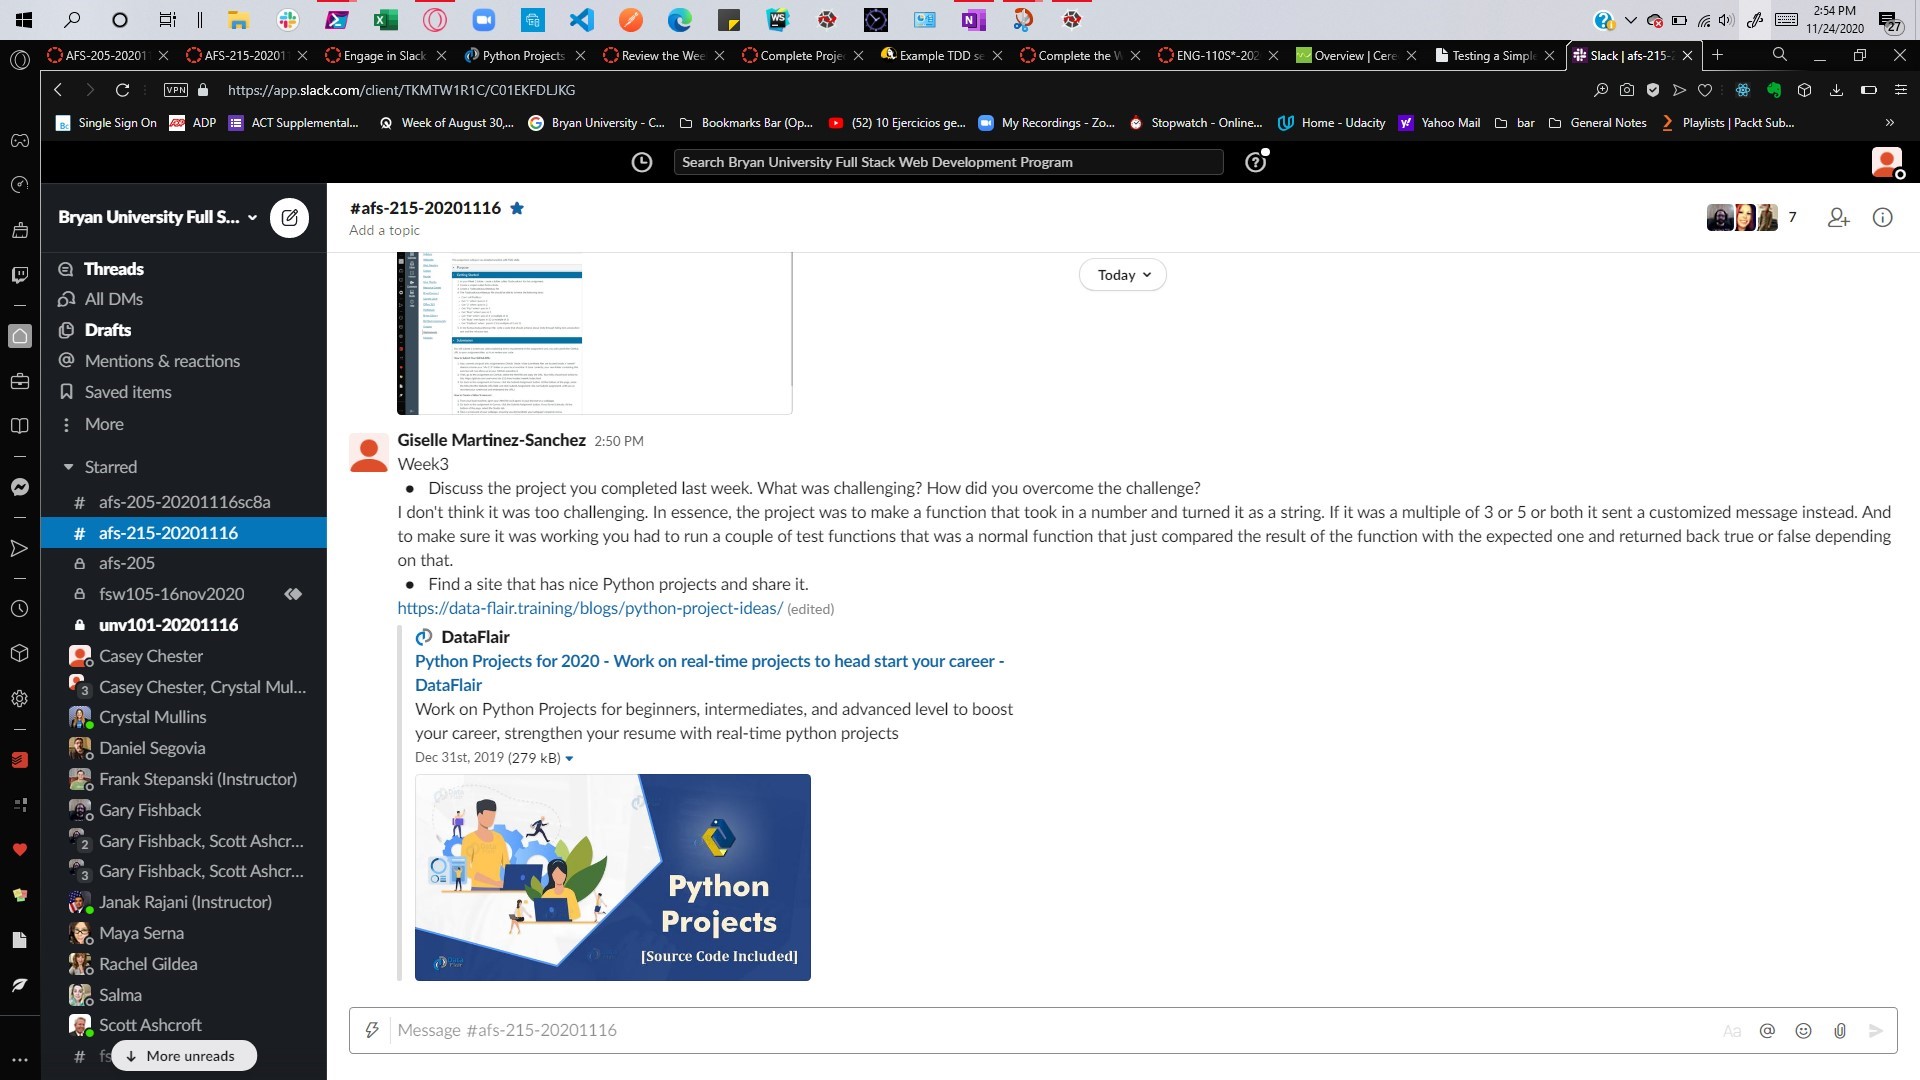 2:54 PM
11/24/2020
27
AFS-205-20201
AFS-215-20201
Engage in Slack
Python Projects
Review the Wee
Complete Proje
Example TDD se
Complete the W
ENG-110S*-202
Overview | Cere
Testing a Simple
Slack | afs-215-2
VPN
https://app.slack.com/client/TKMTW1R1C/C01EKFDLJKG
Single Sign On
ADP
ACT Supplemental...
Week of August 30,...
Bryan University - C...
Bookmarks Bar (Op...
(52) 10 Ejercicios ge...
My Recordings - Zo...
Stopwatch - Online...
Home - Udacity
Yahoo Mail
bar
General Notes
Playlists | Packt Sub...
Search Bryan University Full Stack Web Development Program
Bryan University Full S...
Threads
All DMs
Drafts
Mentions & reactions
Saved items
More
Starred
# afs-205-20201116sc8a
# afs-215-20201116
afs-205
fsw105-16nov2020
unv101-20201116
Casey Chester
3 Casey Chester, Crystal Mul...
Crystal Mullins
Daniel Segovia
Frank Stepanski (Instructor)
Gary Fishback
2 Gary Fishback, Scott Ashcr...
3 Gary Fishback, Scott Ashcr...
Janak Rajani (Instructor)
Maya Serna
Rachel Gildea
Salma
Scott Ashcroft
# fs
More unreads
#afs-215-20201116
Add a topic
7
Today
Giselle Martinez-Sanchez 2:50 PM
Week3
• Discuss the project you completed last week. What was challenging? How did you overcome the challenge?
I don't think it was too challenging. In essence, the project was to make a function that took in a number and turned it as a string. If it was a multiple of 3 or 5 or both it sent a customized message instead. And
to make sure it was working you had to run a couple of test functions that was a normal function that just compared the result of the function with the expected one and returned back true or false depending
on that.
• Find a site that has nice Python projects and share it.
https://data-flair.training/blogs/python-project-ideas/ (edited)
DataFlair
Python Projects for 2020 - Work on real-time projects to head start your career -
DataFlair
Work on Python Projects for beginners, intermediates, and advanced level to boost
your career, strengthen your resume with real-time python projects
Dec 31st, 2019 (279 kB)
Python
Projects
[Source Code Included]
Message #afs-215-20201116
Aa